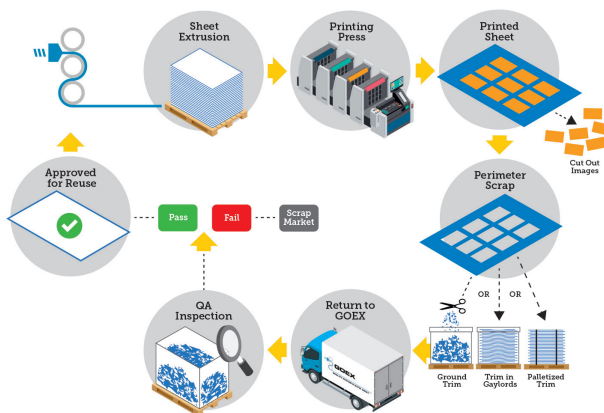 Sheet
Extrusion
Printing
Press
Printed
Sheet
Cut Out
Images
Approved
for Reuse
Pass
Fail
Scrap
Market
Perimeter
Scrap
QA
Inspection
Return to
GOEX
GOEX
OR
OR
Ground
Trim
Trim in
Gaylords
Palletized
Trim